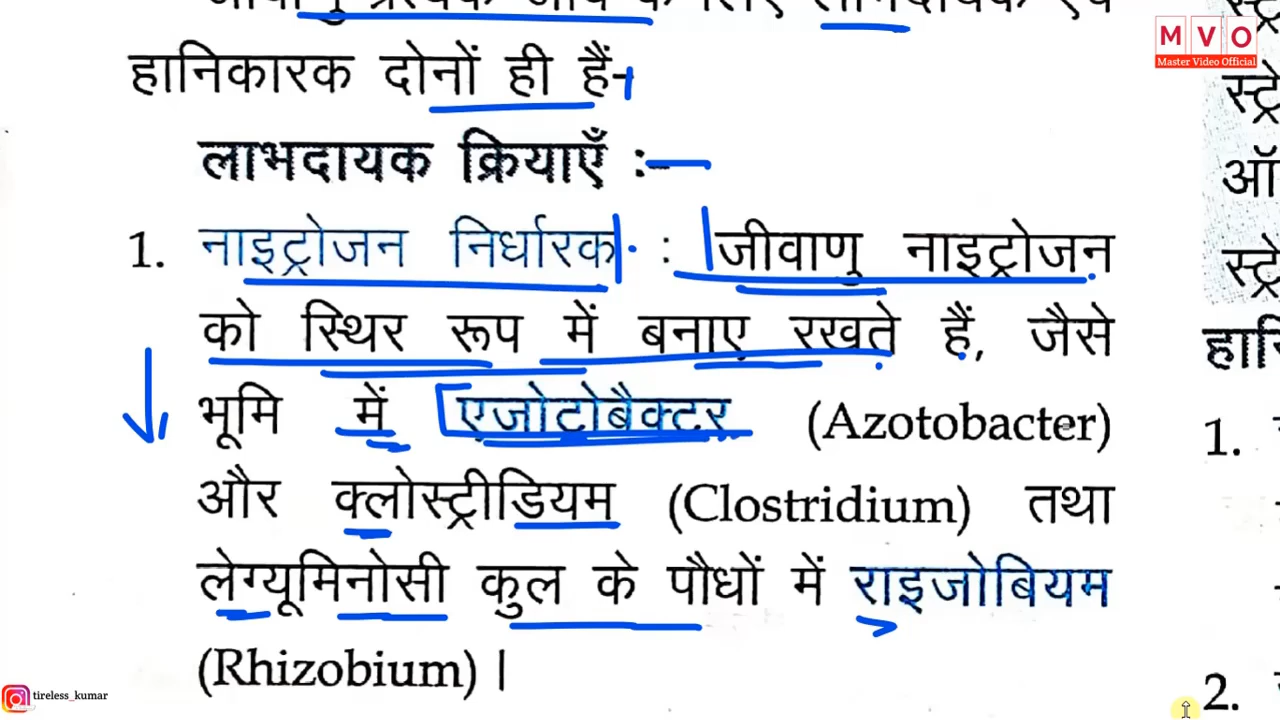 हानिकारक दोनों ही हैं-
लाभदायक क्रियाएँ :-
1. नाइट्रोजन निर्धारक : जीवाणु नाइट्रोजन
को स्थिर रूप में बनाए रखते हैं, जैसे
भूमि में एजोटोबैक्टर (Azotobacter)
और क्लोस्ट्रीडियम (Clostridium) तथा
लेग्यूमिनोसी कुल के पौधों में राइजोबियम
(Rhizobium) |
1.
2.
MVO
Master Video Official
tireless_kumar